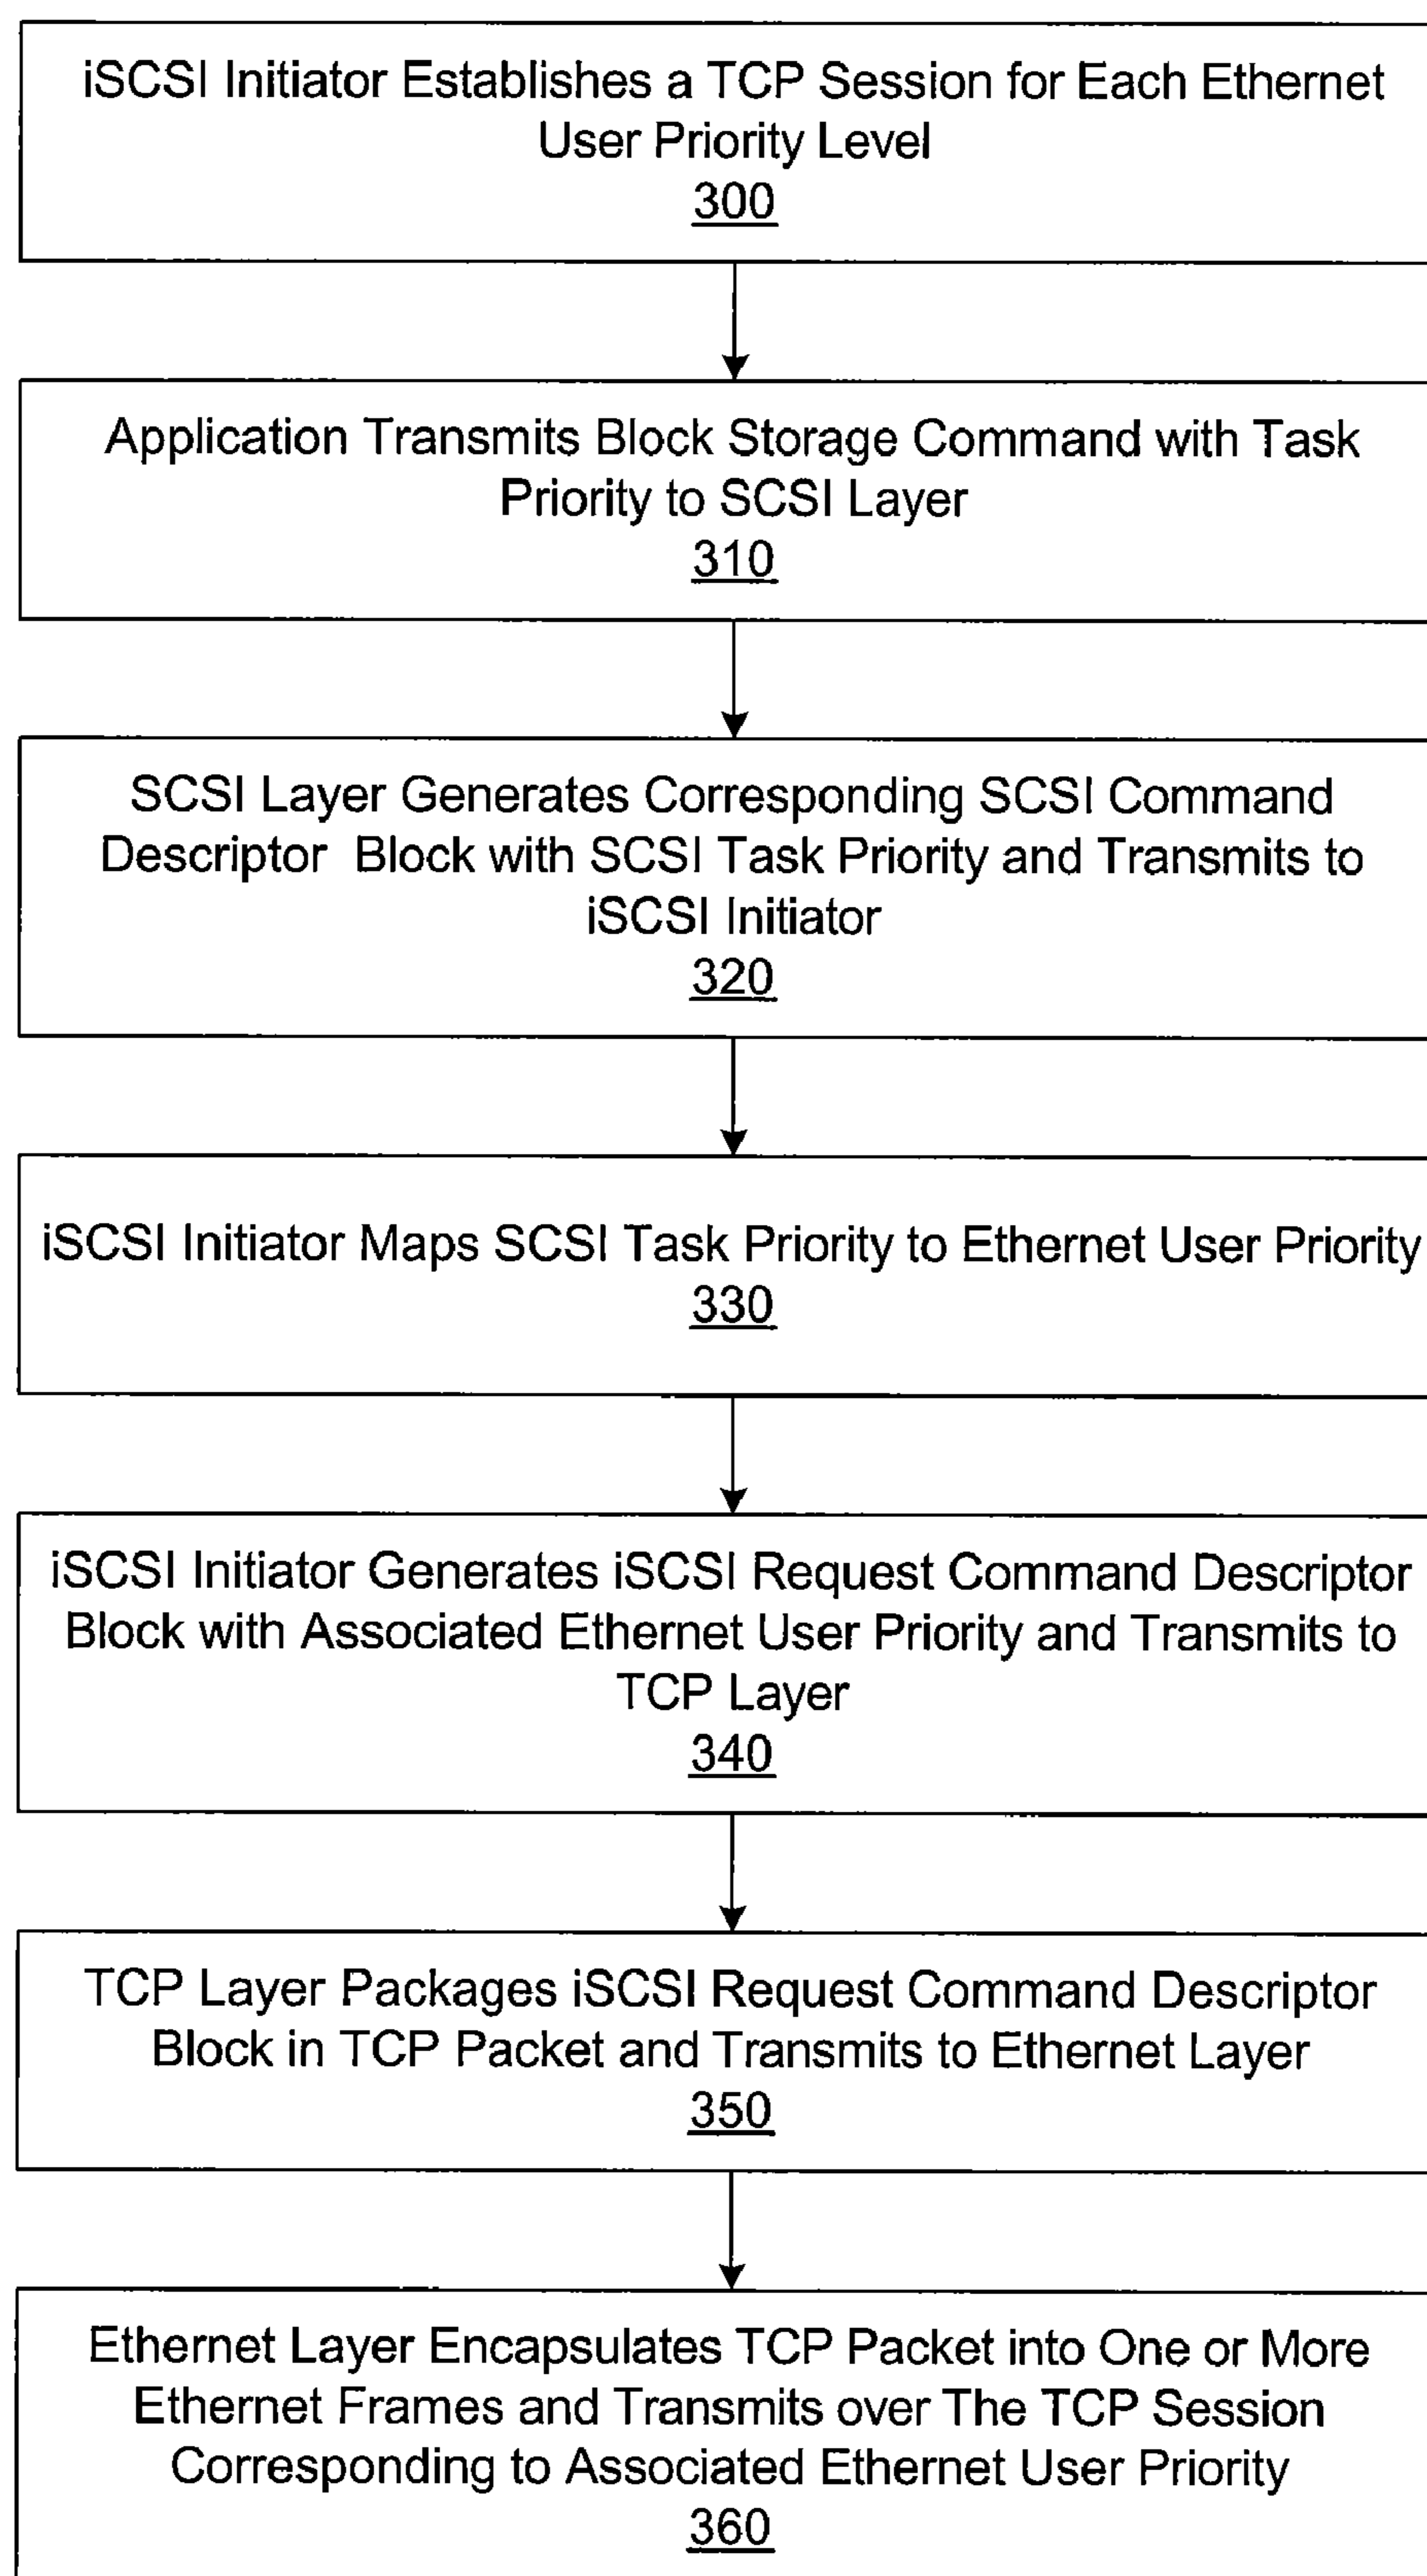 iSCSI Initiator Establishes a TCP Session for Each Ethernet
User Priority Level
300
Application Transmits Block Storage Command with Task
Priority to SCSI Layer
310
SCSI Layer Generates Corresponding SCSI Command
Descriptor Block with SCSI Task Priority and Transmits to
iSCSI Initiator
320
iSCSI Initiator Maps SCSI Task Priority to Ethernet User Priority
330
iSCSI Initiator Generates iSCSI Request Command Descriptor
Block with Associated Ethernet User Priority and Transmits to
TCP Layer
340
TCP Layer Packages iSCSI Request Command Descriptor
Block in TCP Packet and Transmits to Ethernet Layer
350
Ethernet Layer Encapsulates TCP Packet into One or More
Ethernet Frames and Transmits over The TCP Session
Corresponding to Associated Ethernet User Priority
360